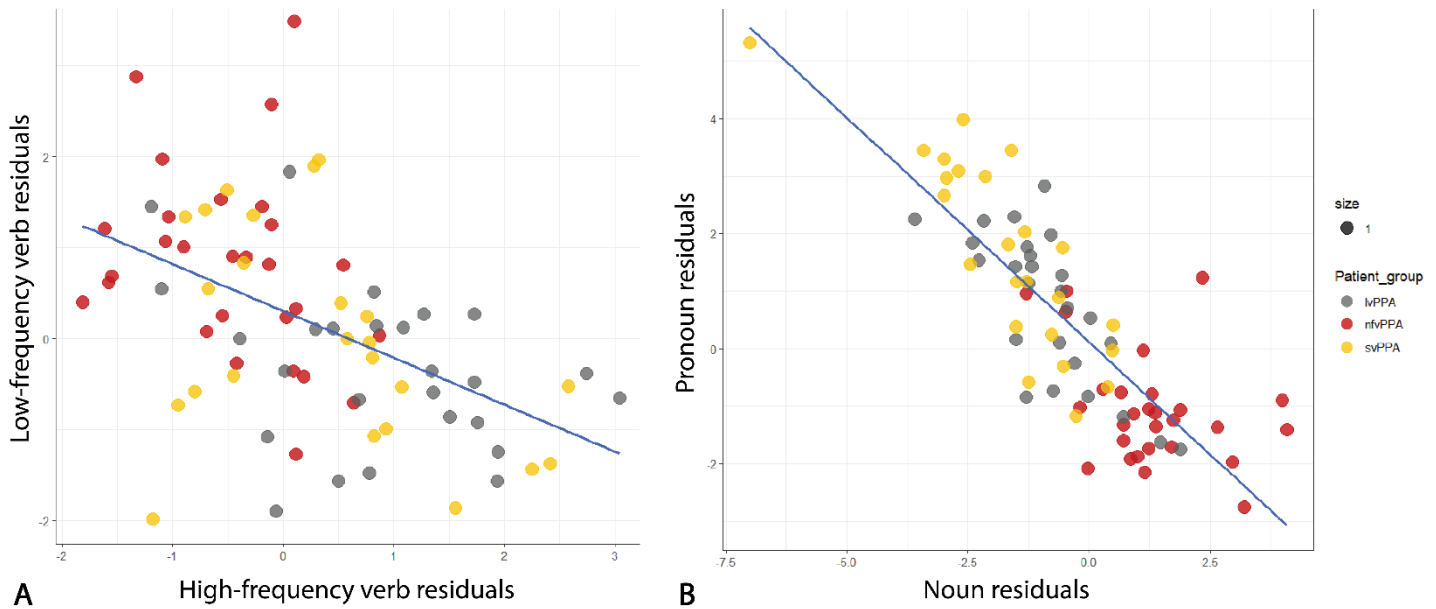 Low-frequency verb residuals
2
0
-2
-2
-1
0
1
2
3
High-frequency verb residuals
A
Pronoun residuals
4
2
0
-2
-7.5
-5.0
-2.5
0.0
2.5
Noun residuals
B
size
1
Patient_group
lvPPA
nfvPPA
svPPA